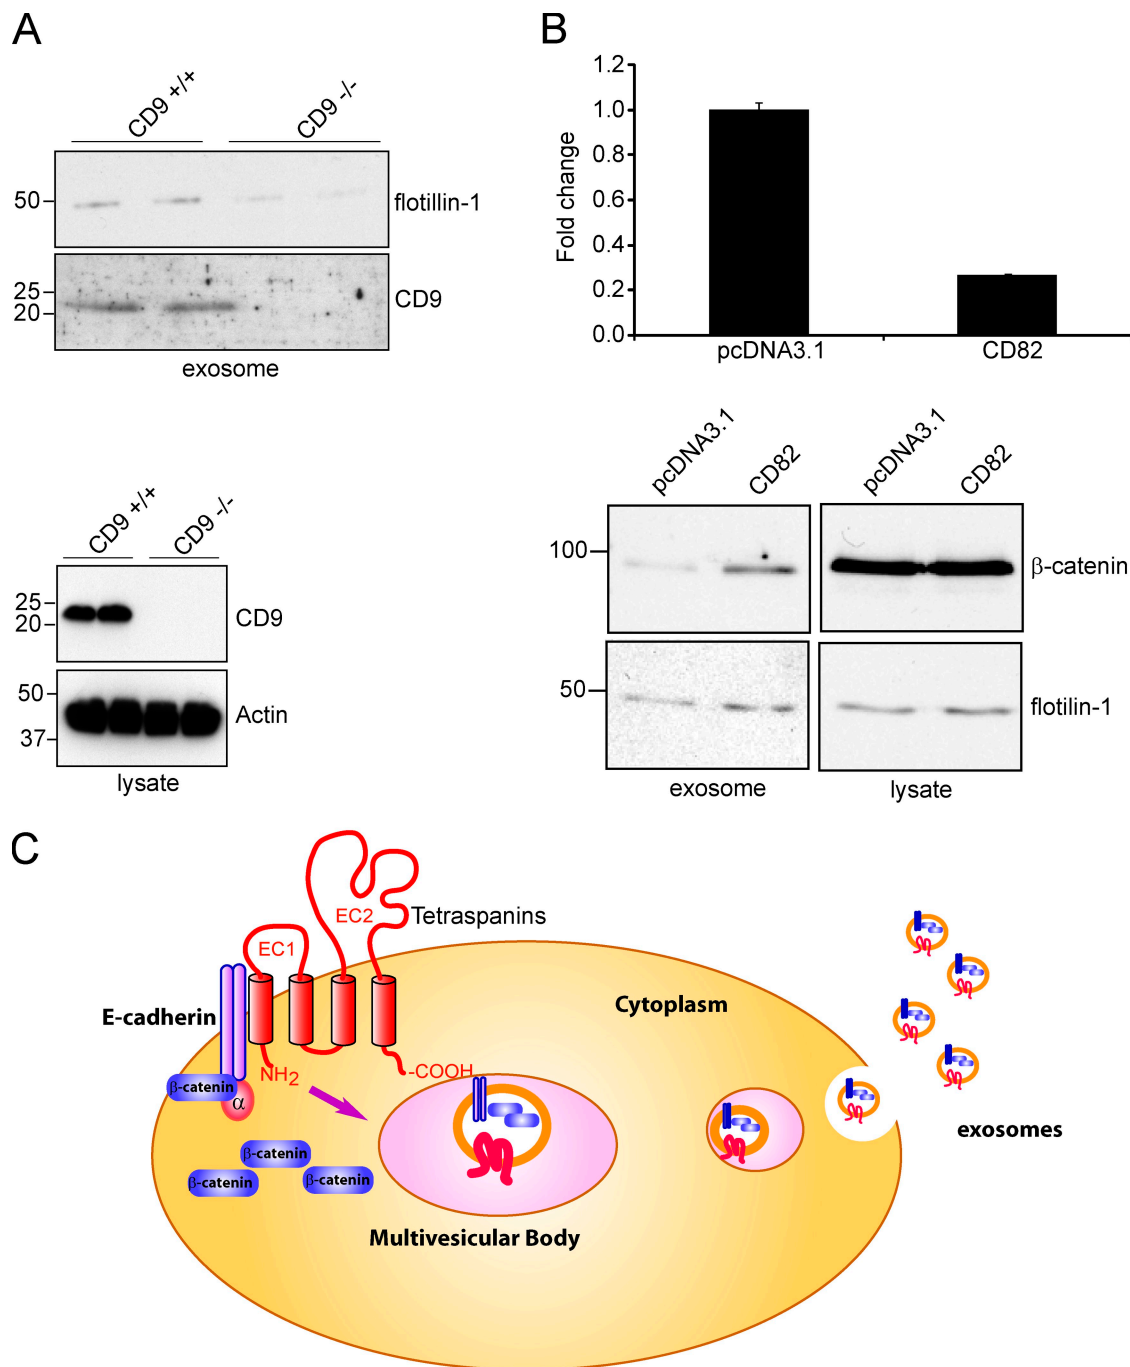 A
CD9 +/+
CD9 -/-
50
flotillin-1
25
20
CD9
exosome
CD9 +/+
CD9 -/-
25
20
CD9
50
37
Actin
lysate
B
1.2
1.0
0.8
0.6
0.4
0.2
0.0
Fold change
pcDNA3.1
CD82
pcDNA3.1
CD82
pcDNA3.1
CD82
100
β-catenin
50
flotilin-1
exosome
lysate
C
EC1
EC2
Tetraspanins
E-cadherin
Cytoplasm
NH2
-COOH
β-catenin
α
β-catenin
β-catenin
β-catenin
exosomes
Multivesicular Body